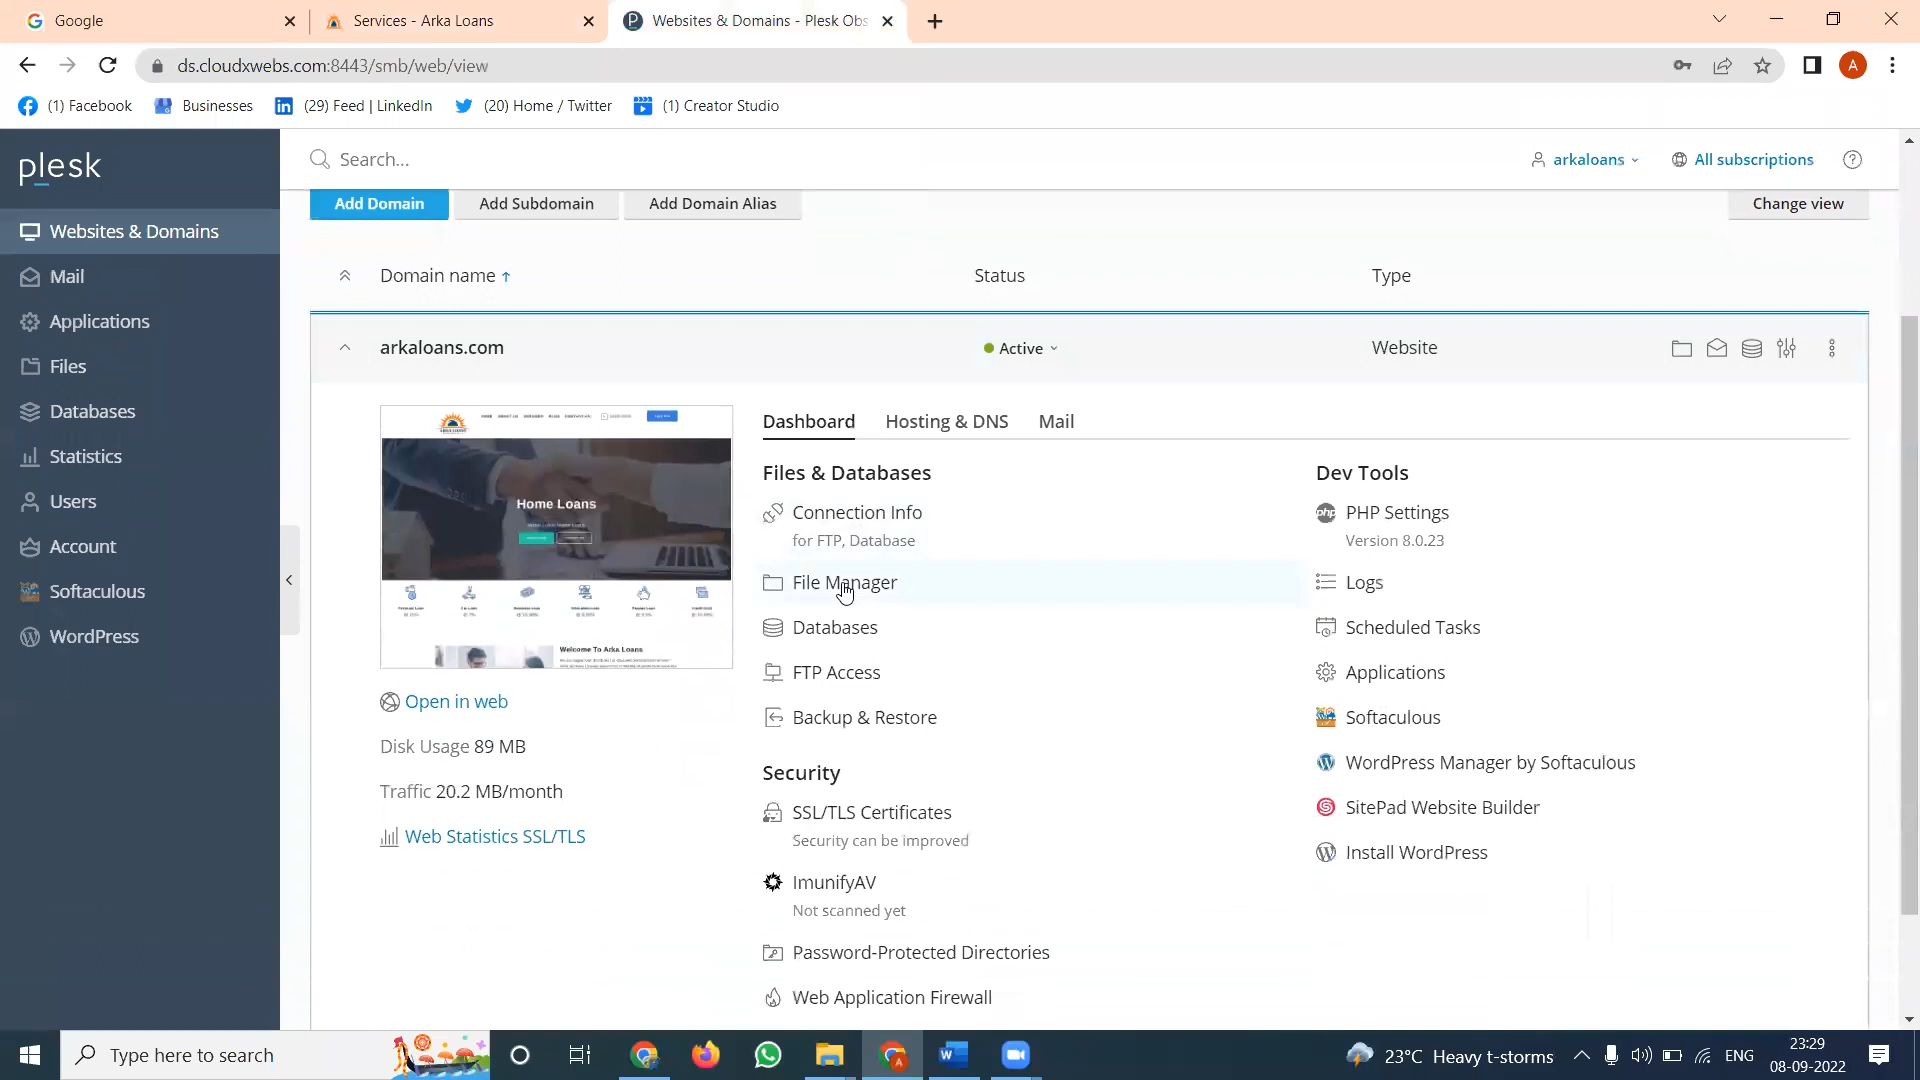 Google
Services - Arka Loans
Websites & Domains - Plesk Obs
ds.cloudxwebs.com:8443/smb/web/view
A
(1) Facebook
Businesses
(29) Feed | LinkedIn
(20) Home / Twitter
(1) Creator Studio
plesk
Search...
arkaloans
All subscriptions
Websites & Domains
Mail
Applications
Files
Databases
Statistics
Users
Account
Softaculous
WordPress
Add Domain
Add Subdomain
Add Domain Alias
Change view
Domain name
Status
Type
arkaloans.com
Active
Website
Home Loans
Welcome To Arka Loans
Open in web
Disk Usage 89 MB
Traffic 20.2 MB/month
Web Statistics SSL/TLS
Dashboard
Hosting & DNS
Mail
Files & Databases
Connection Info
for FTP, Database
File Manager
Databases
FTP Access
Backup & Restore
Security
SSL/TLS Certificates
Security can be improved
ImunifyAV
Not scanned yet
Password-Protected Directories
Web Application Firewall
Dev Tools
php
PHP Settings
Version 8.0.23
Logs
Scheduled Tasks
Applications
Softaculous
WordPress Manager by Softaculous
SitePad Website Builder
Install WordPress
Type here to search
23°C Heavy t-storms
ENG
23:29
08-09-2022